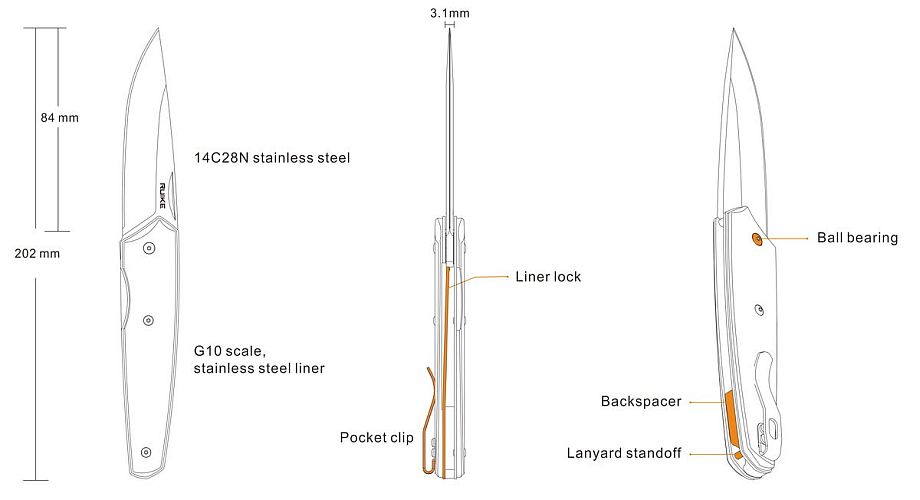 3.1mm
84 mm
14C28N stainless steel
RUIKE
202 mm
Ball bearing
Liner lock
G10 scale,
stainless steel liner
Backspacer
Pocket clip
Lanyard standoff